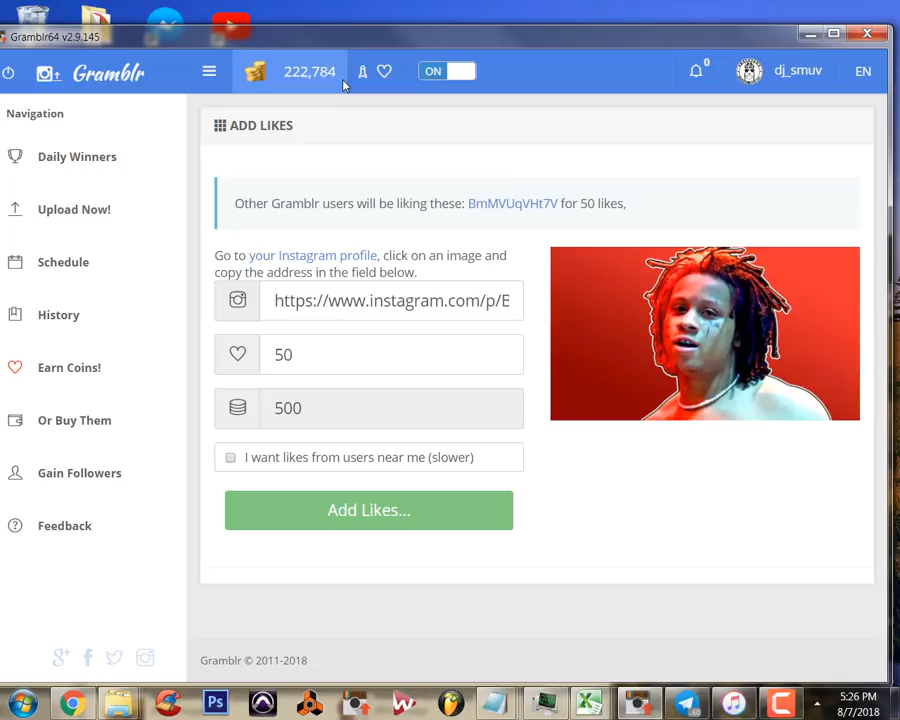 Gramblr64 v2.9.145
Gramblr
222,784
ON
0
dj_smuv
EN
Navigation
Daily Winners
Upload Now!
Schedule
History
Earn Coins!
Or Buy Them
Gain Followers
Feedback
ADD LIKES
Other Gramblr users will be liking these: BmMVUqVHt7V for 50 likes,
Go to your Instagram profile, click on an image and
copy the address in the field below.
https://www.instagram.com/p/E
50
500
I want likes from users near me (slower)
Add Likes...
Gramblr © 2011-2018
Ps
60
5:26 PM
8/7/2018